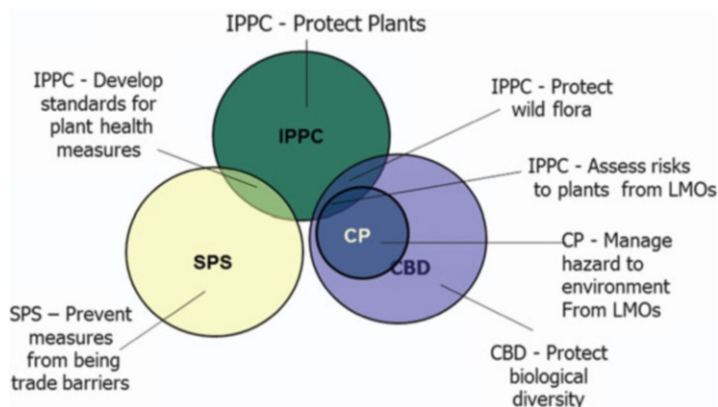 IPPC - Protect Plants
IPPC - Develop
standards for
plant health
measures
IPPC - Protect
wild flora
IPPC
IPPC - Assess risks
to plants from LMOs
CP
SPS
CBD
CP - Manage
hazard to
environment
From LMOs
SPS – Prevent
measures
from being
trade barriers
CBD - Protect
biological
diversity